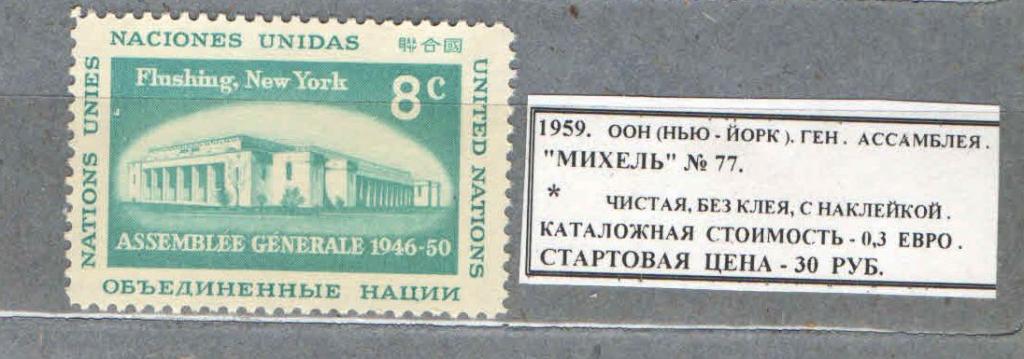 NACIONES UNIDAS 聯合國
NATIONS UNIES
Flushing, New York
8c
UNITED NATIONS
ASSEMBLÉE GÉNÉRALE 1946-50
ОБЪЕДИНЕННЫЕ НАЦИИ
1959. ООН (НЬЮ - ЙОРК ). ГЕН. АССАМБЛЕЯ.
"МИХЕЛЬ" № 77.
* ЧИСТАЯ, БЕЗ КЛЕЯ, С НАКЛЕЙКОЙ.
КАТАЛОЖНАЯ СТОИМОСТЬ - 0,3 ЕВРО.
СТАРТОВАЯ ЦЕНА - 30 РУБ.